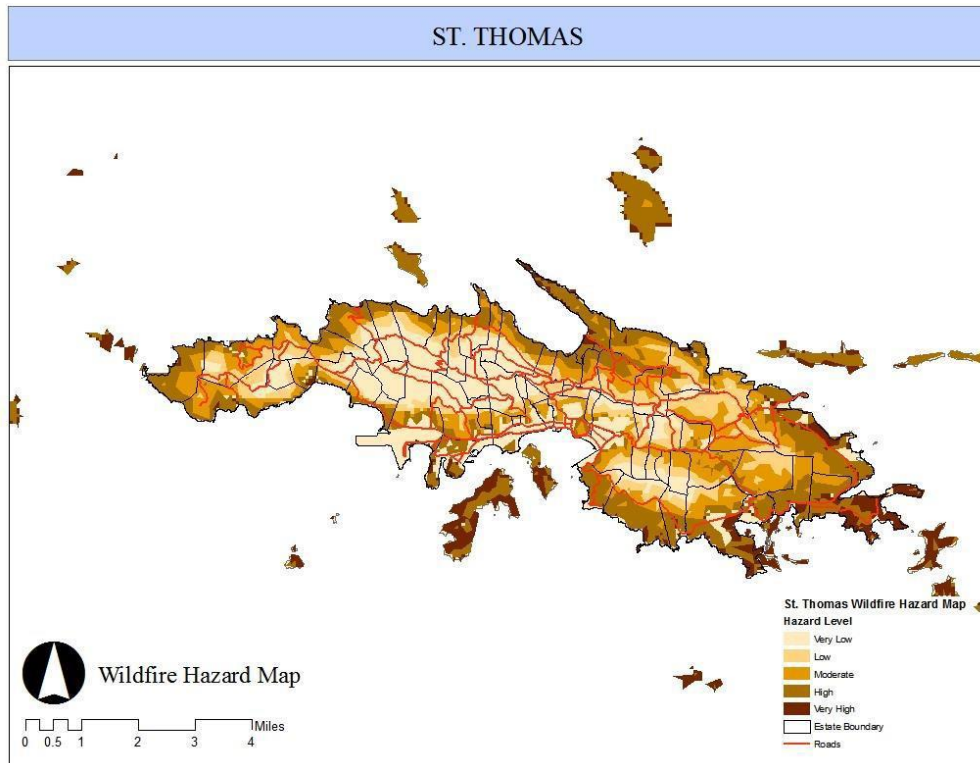 ST. THOMAS
St. Thomas Wildfire Hazard Map
Hazard Level
Very Low
Low
Moderate
High
Very High
Estate Boundary
Roads
Wildfire Hazard Map
Miles
0 0.5 1 2 3 4